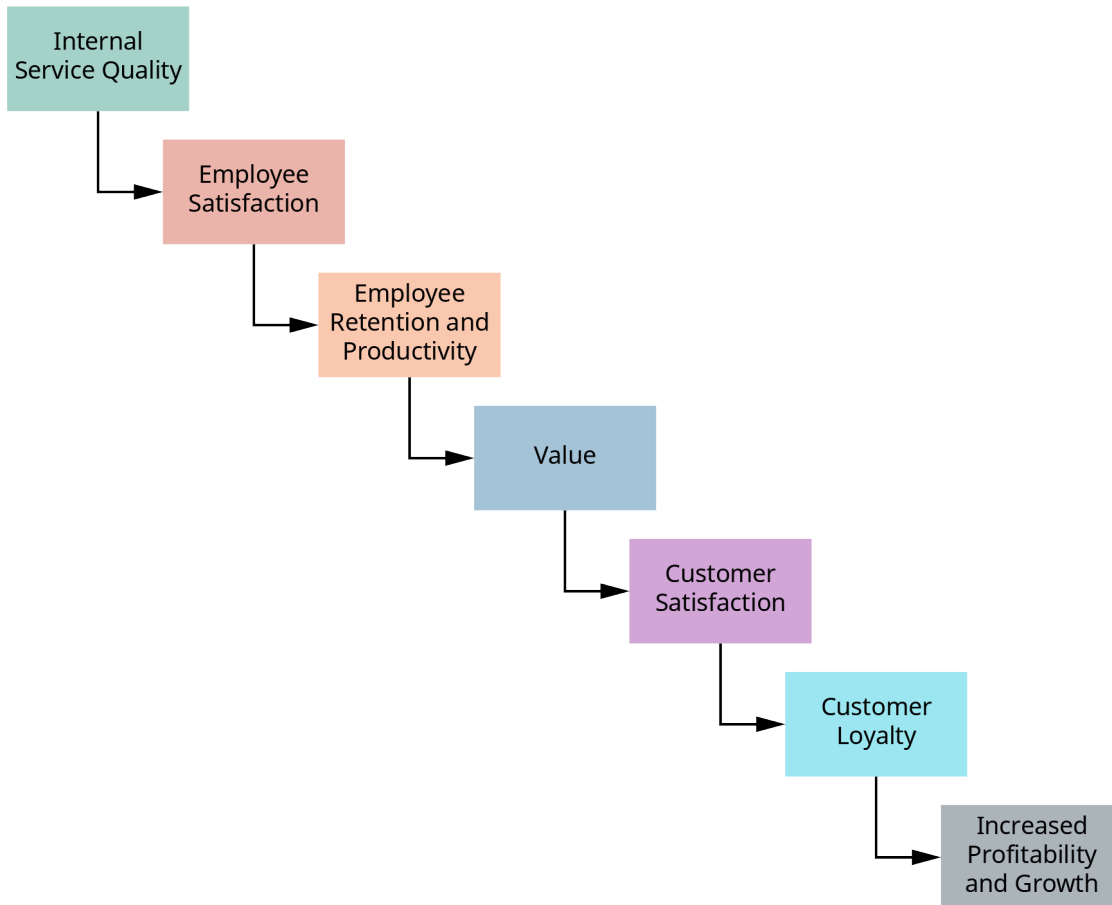 Internal
Service Quality
Employee
Satisfaction
Employee
Retention and
Productivity
Value
Customer
Satisfaction
Customer
Loyalty
Increased
Profitability
and Growth